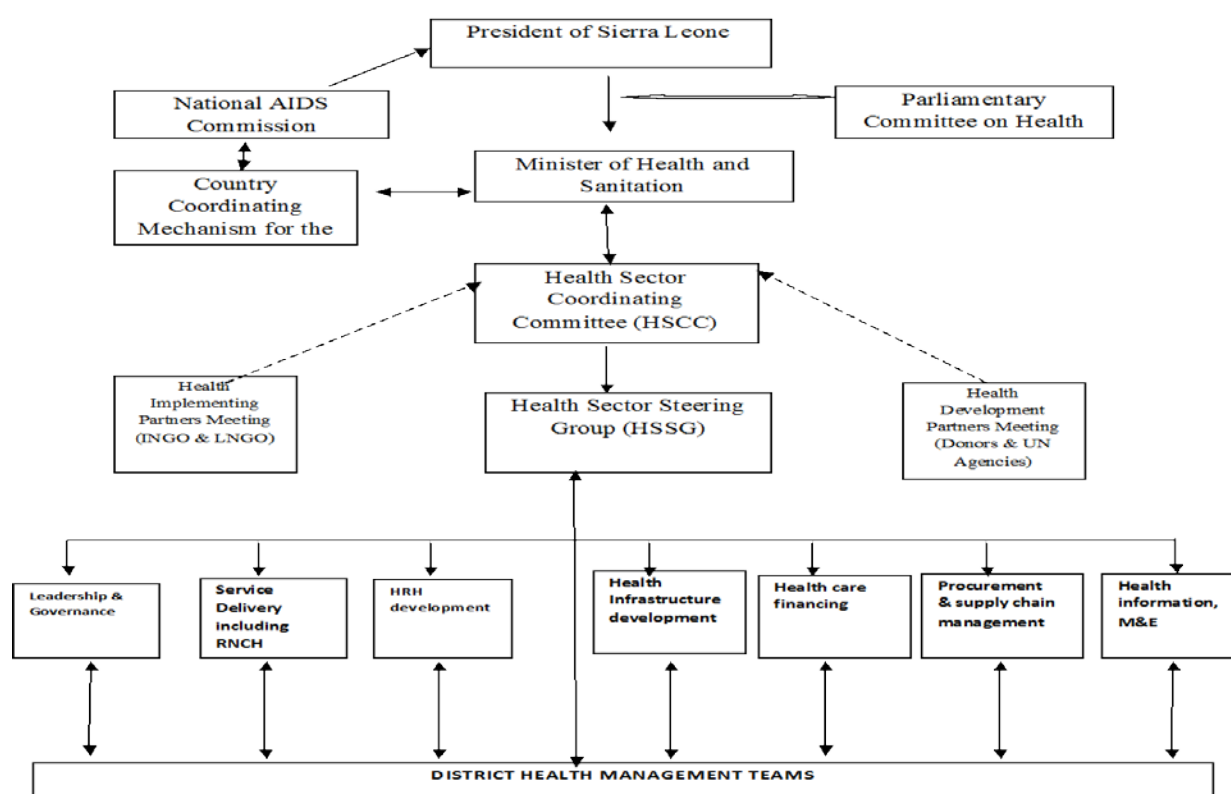 President of Sierra Leone
National AIDS
Commission
Parliamentary
Committee on Health
Minister of Health and
Sanitation
Country
Coordinating
Mechanism for the
Health Sector
Coordinating
Committee (HSCC)
Health
Implementing
Partners Meeting
(INGO & LNGO)
Health Sector Steering
Group (HSSG)
Health
Development
Partners Meeting
(Donors & UN
Agencies)
Leadership &
Governance
Service
Delivery
including
RNCH
HRH
development
Health
Infrastructure
development
Health care
financing
Procurement
& supply chain
management
Health
information,
M&E
DISTRICT HEALTH MANAGEMENT TEAMS